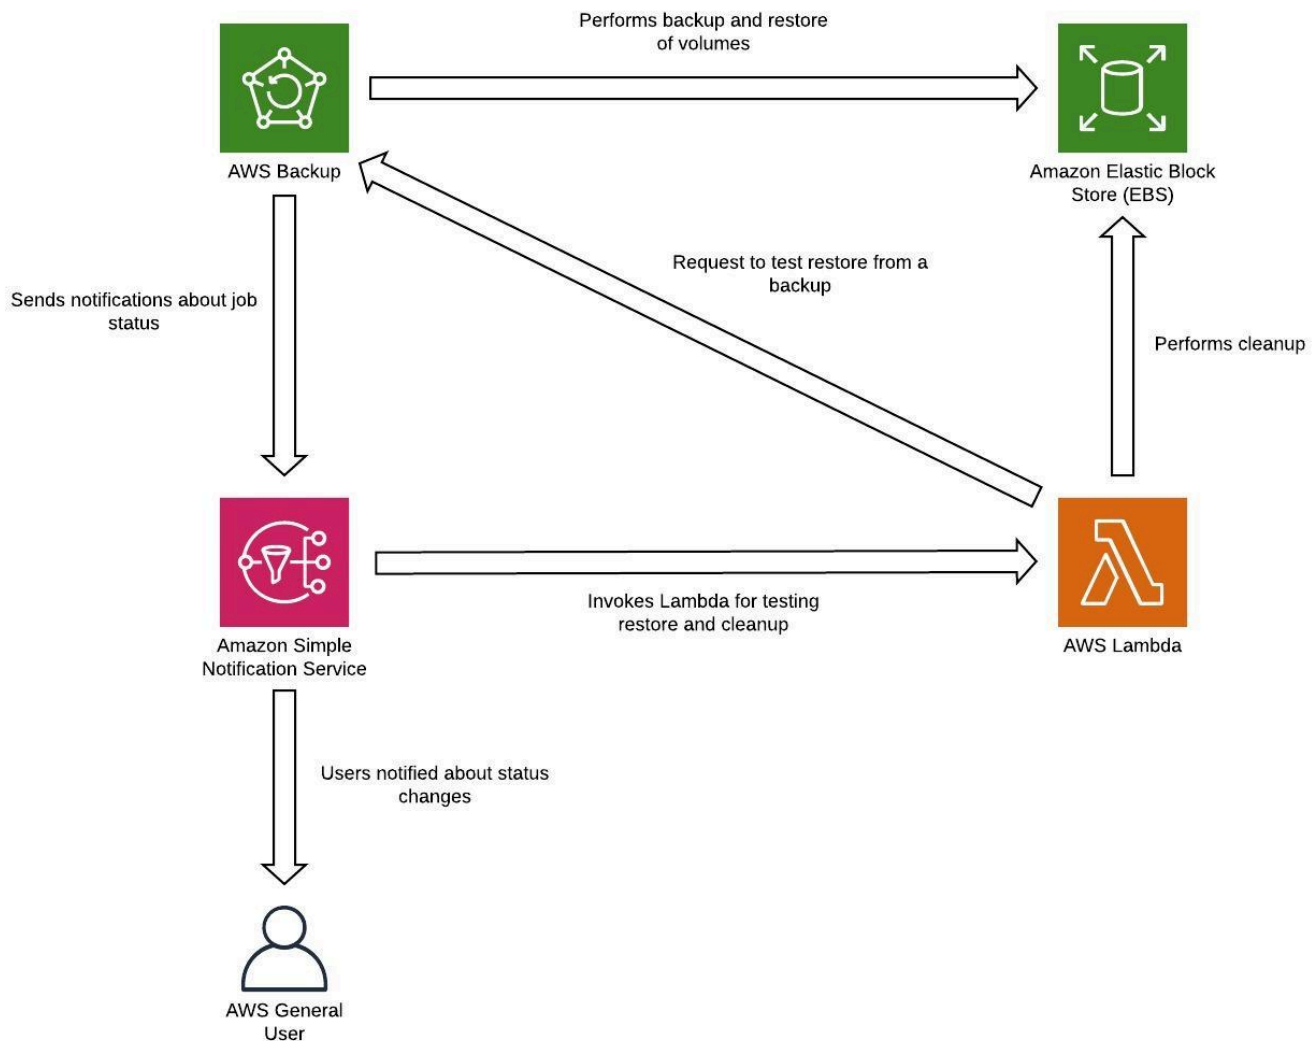 Performs backup and restore
of volumes
AWS Backup
Amazon Elastic Block
Store (EBS)
Request to test restore from a
backup
Sends notifications about job
status
Performs cleanup
Invokes Lambda for testing
restore and cleanup
Amazon Simple
Notification Service
AWS Lambda
Users notified about status
changes
AWS General
User